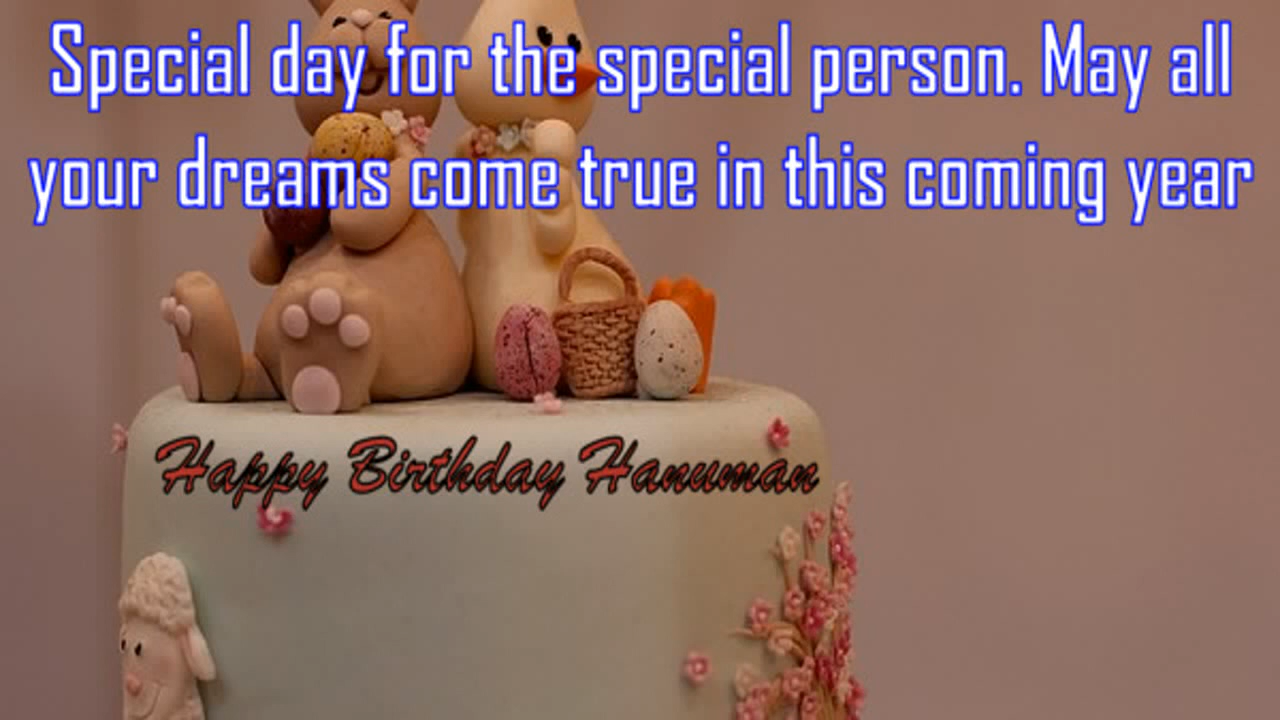 Special day for the special person. May all
your dreams come true in this coming year
Happy Birthday Hanuman